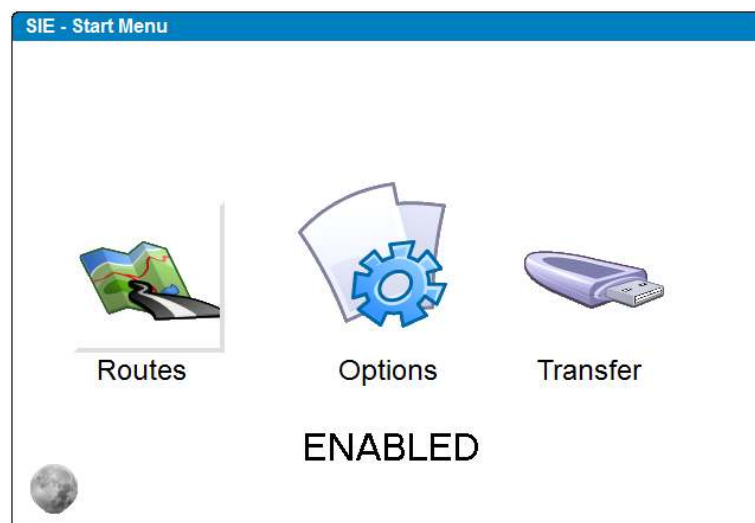 SIE - Start Menu
Routes
Options
Transfer
ENABLED